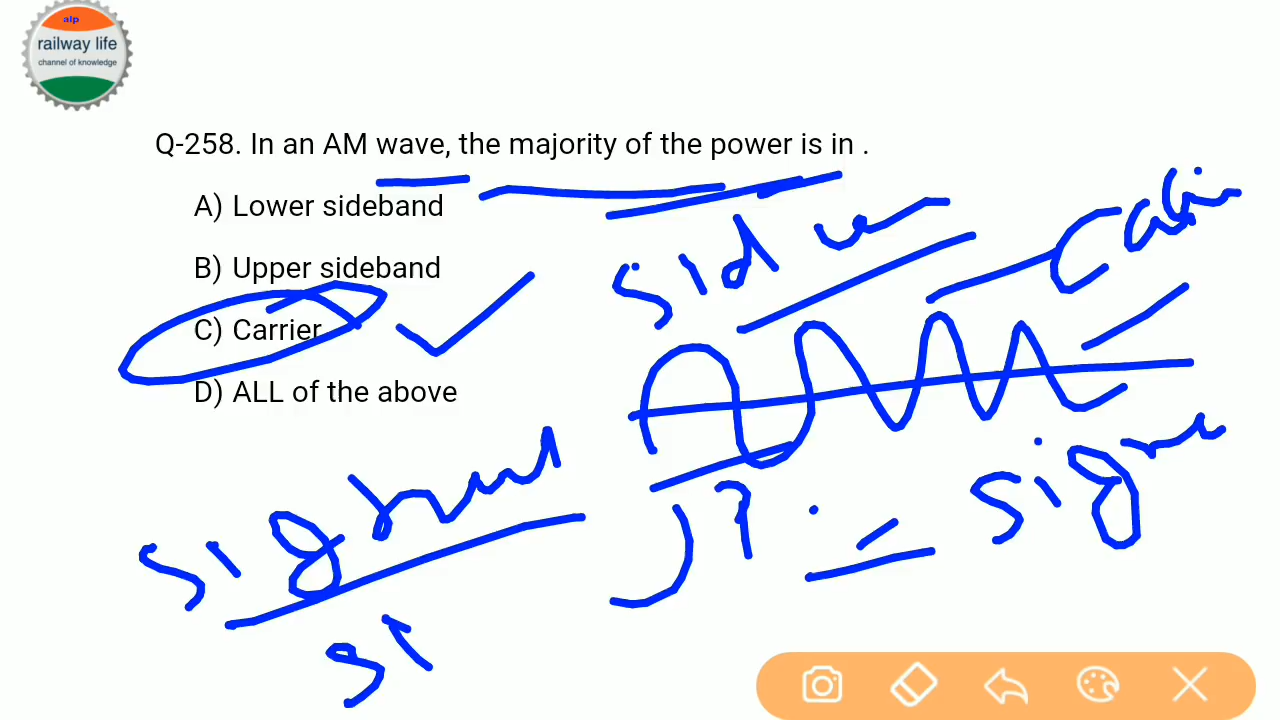 alp
railway life
channel of knowledge
Q-258. In an AM wave, the majority of the power is in .
A) Lower sideband
B) Upper sideband
C) Carrier
D) ALL of the above
side